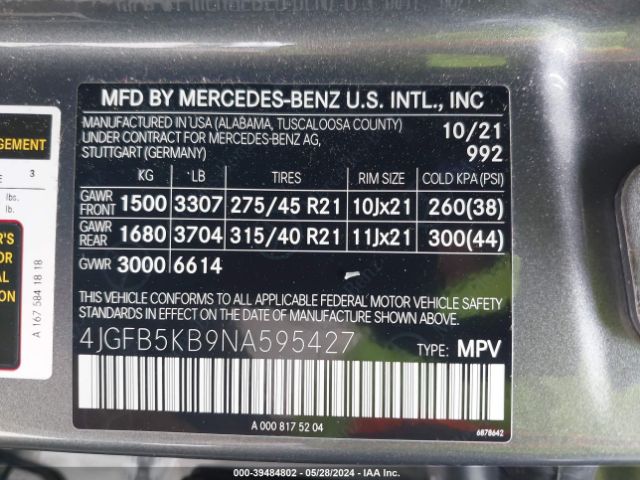 MFD BY MERCEDES-BENZ U.S. INTL., INC
MANUFACTURED IN USA (ALABAMA, TUSCALOOSA COUNTY) 10/21
UNDER CONTRACT FOR MERCEDES-BENZ AG,
STUTTGART (GERMANY) 992
KG LB TIRES RIM SIZE COLD KPA(PSI)
GAWR FRONT 1500 3307 275/45 R21 10Jx21 260(38)
GAWR REAR 1680 3704 315/40 R21 11Jx21 300(44)
GVWR 3000 6614
THIS VEHICLE CONFORMS TO ALL APPLICABLE FEDERAL MOTOR VEHICLE SAFETY
STANDARDS IN EFFECT ON THE DATE OF MANUFACTURE SHOWN ABOVE.
4JGFB5KB9NA595427 TYPE: MPV
A 000 817 52 04
6878642
3
lbs.
lb.
A 167 584 18 18
000-39484802 - 05/28/2024 - IAA Inc.